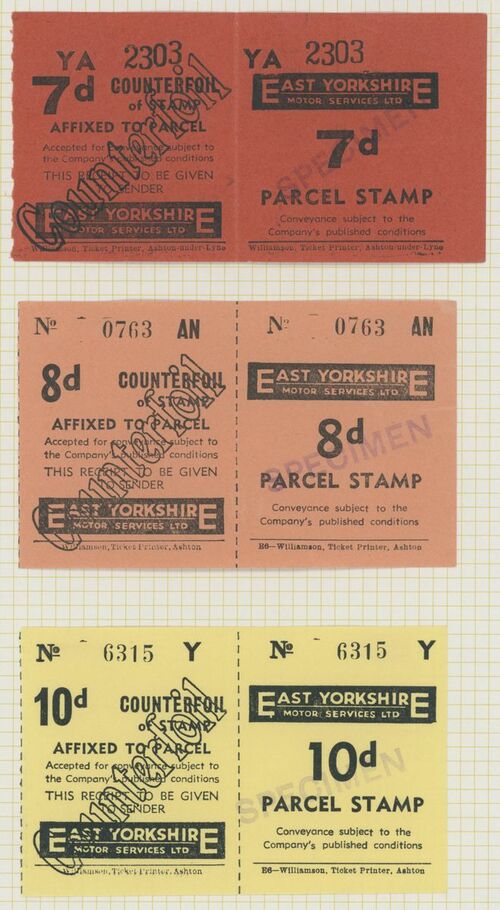 YA 2303
7d COUNTERFOIL
of STAMP
AFFIXED TO PARCEL
Accepted for conveyance subject to
the Company's published conditions
THIS RECEIPT TO BE GIVEN
TO SENDER
EAST YORKSHIRE
MOTOR SERVICES LTD
Williamson, Ticket Printer, Ashton-under-Lyne
Counterfoil
YA 2303
EAST YORKSHIRE
MOTOR SERVICES LTD
7d
SPECIMEN
PARCEL STAMP
Conveyance subject to the
Company's published conditions
Williamson, Ticket Printer, Ashton-under-Lyne
Nº 0763 AN
8d COUNTERFOIL
of STAMP
AFFIXED TO PARCEL
Accepted for conveyance subject to
the Company's published conditions
THIS RECEIPT TO BE GIVEN
TO SENDER
EAST YORKSHIRE
MOTOR SERVICES LTD
Williamson, Ticket Printer, Ashton
Counterfoil
Nº 0763 AN
EAST YORKSHIRE
MOTOR SERVICES LTD
8d
SPECIMEN
PARCEL STAMP
Conveyance subject to the
Company's published conditions
E6—Williamson, Ticket Printer, Ashton
Nº 6315 Y
10d COUNTERFOIL
of STAMP
AFFIXED TO PARCEL
Accepted for conveyance subject to
the Company's published conditions
THIS RECEIPT TO BE GIVEN
TO SENDER
EAST YORKSHIRE
MOTOR SERVICES LTD
Williamson, Ticket Printer, Ashton
Counterfoil
Nº 6315 Y
EAST YORKSHIRE
MOTOR SERVICES LTD
10d
SPECIMEN
PARCEL STAMP
Conveyance subject to the
Company's published conditions
E6—Williamson, Ticket Printer, Ashton